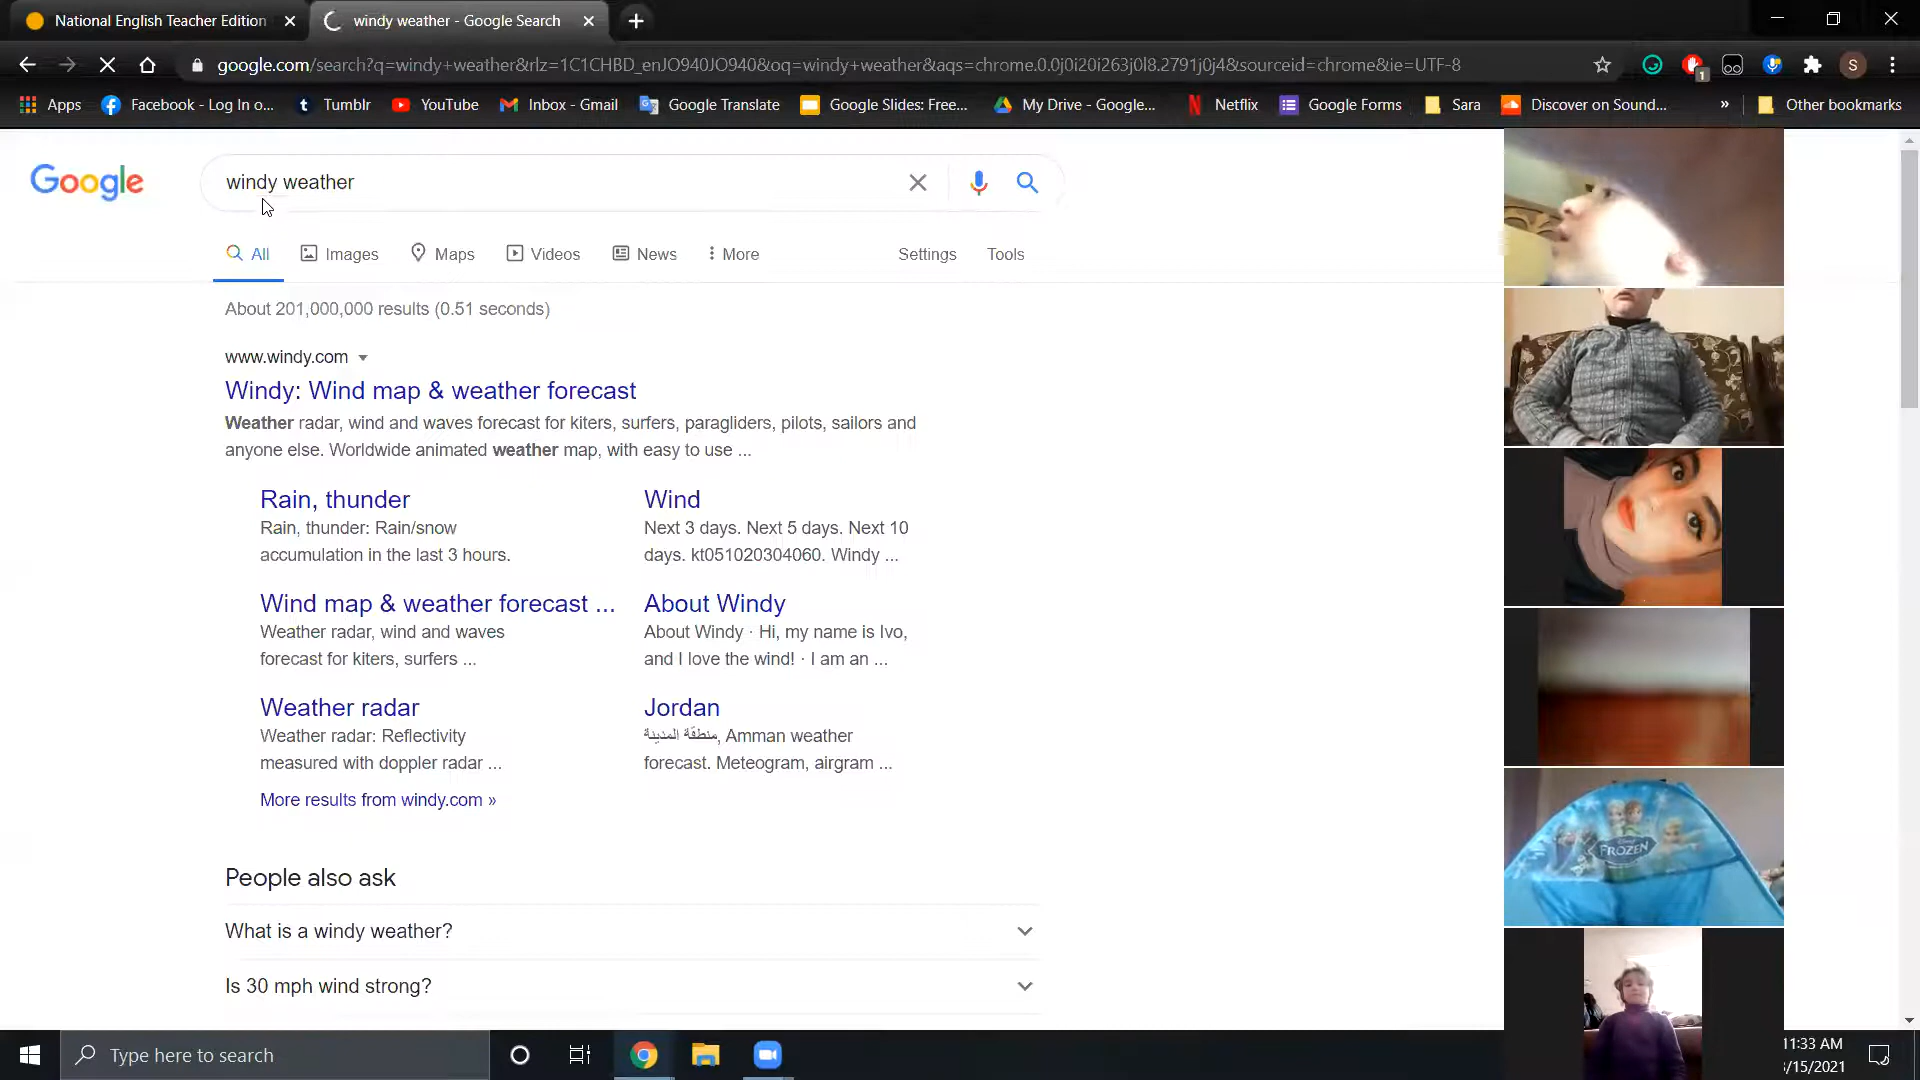 National English Teacher Edition
windy weather - Google Search
google.com/search?q=windy+weather&rlz=1C1CHBD_enJO940JO940&oq=windy+weather&aqs=chrome.0.0j0i20i263j0l8.2791j0j4&sourceid=chrome&ie=UTF-8
1
S
Apps
Facebook - Log In o...
Tumblr
YouTube
Inbox - Gmail
Google Translate
Google Slides: Free...
My Drive - Google...
Netflix
Google Forms
Sara
Discover on Sound...
»
Other bookmarks
Google
windy weather
All
Images
Maps
Videos
News
More
Settings
Tools
About 201,000,000 results (0.51 seconds)
www.windy.com
Windy: Wind map & weather forecast
Weather radar, wind and waves forecast for kiters, surfers, paragliders, pilots, sailors and
anyone else. Worldwide animated weather map, with easy to use ...
Rain, thunder
Rain, thunder: Rain/snow
accumulation in the last 3 hours.
Wind
Next 3 days. Next 5 days. Next 10
days. kt051020304060. Windy ...
Wind map & weather forecast ...
Weather radar, wind and waves
forecast for kiters, surfers ...
About Windy
About Windy · Hi, my name is Ivo,
and I love the wind! · I am an ...
Weather radar
Weather radar: Reflectivity
measured with doppler radar ...
Jordan
منطقة المدينة, Amman weather
forecast. Meteogram, airgram ...
More results from windy.com »
People also ask
What is a windy weather?
Is 30 mph wind strong?
FROZEN
Type here to search
11:33 AM
/15/2021